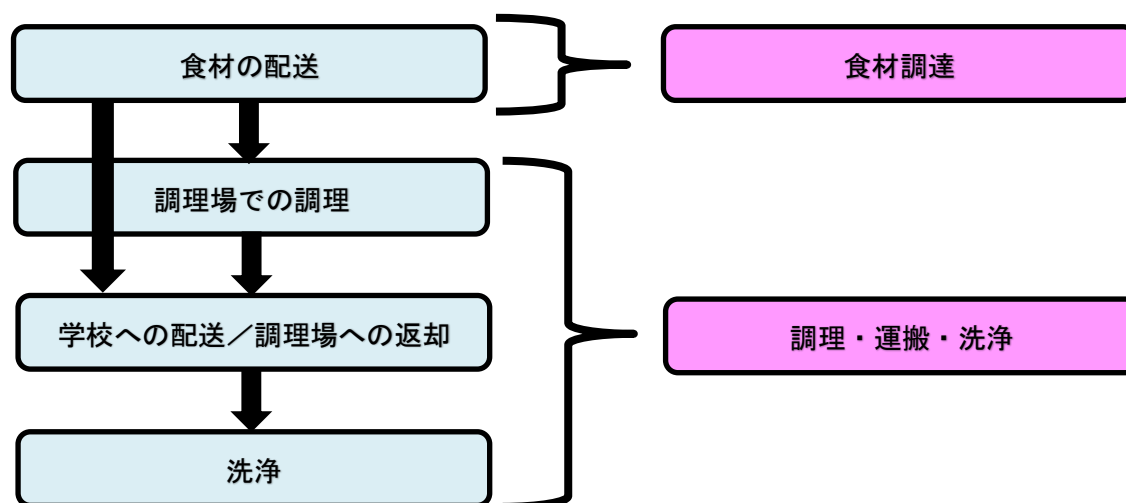 食材の配送
食材調達
調理場での調理
学校への配送／調理場への返却
調理・運搬・洗浄
洗浄